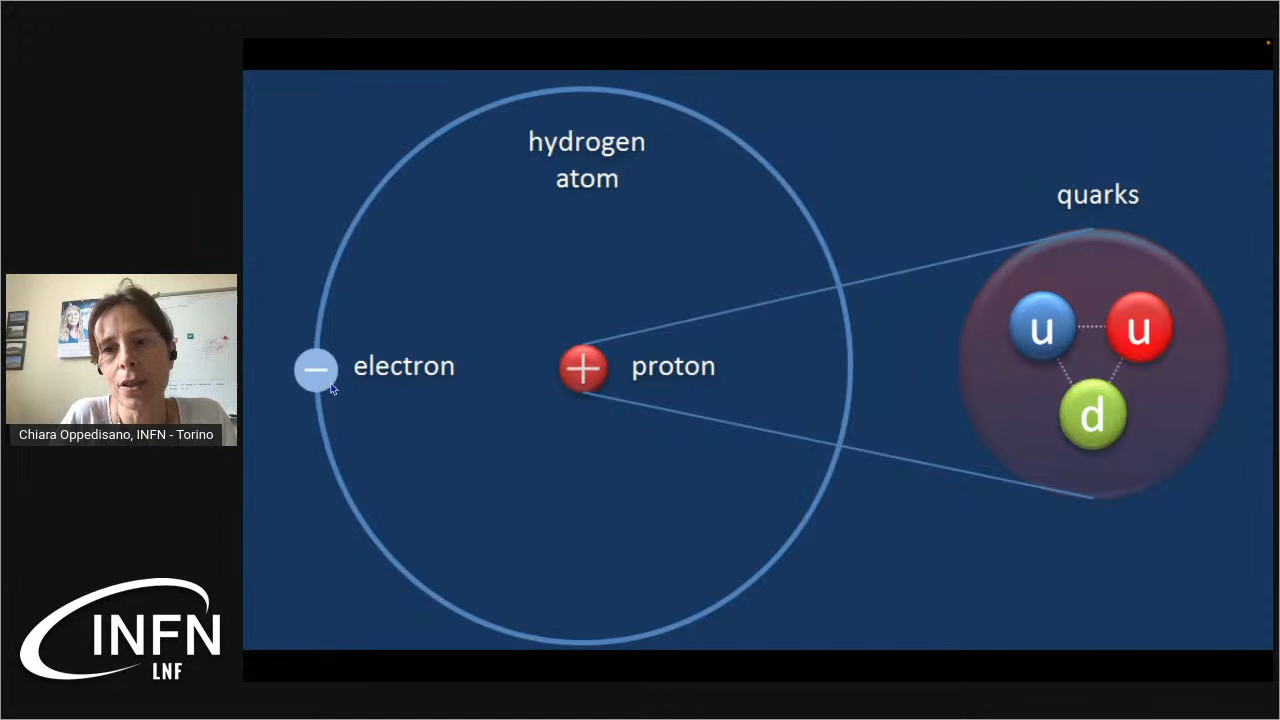 hydrogen
atom
quarks
u
u
d
electron
proton
Chiara Oppedisano, INFN - Torino
INFN
LNF